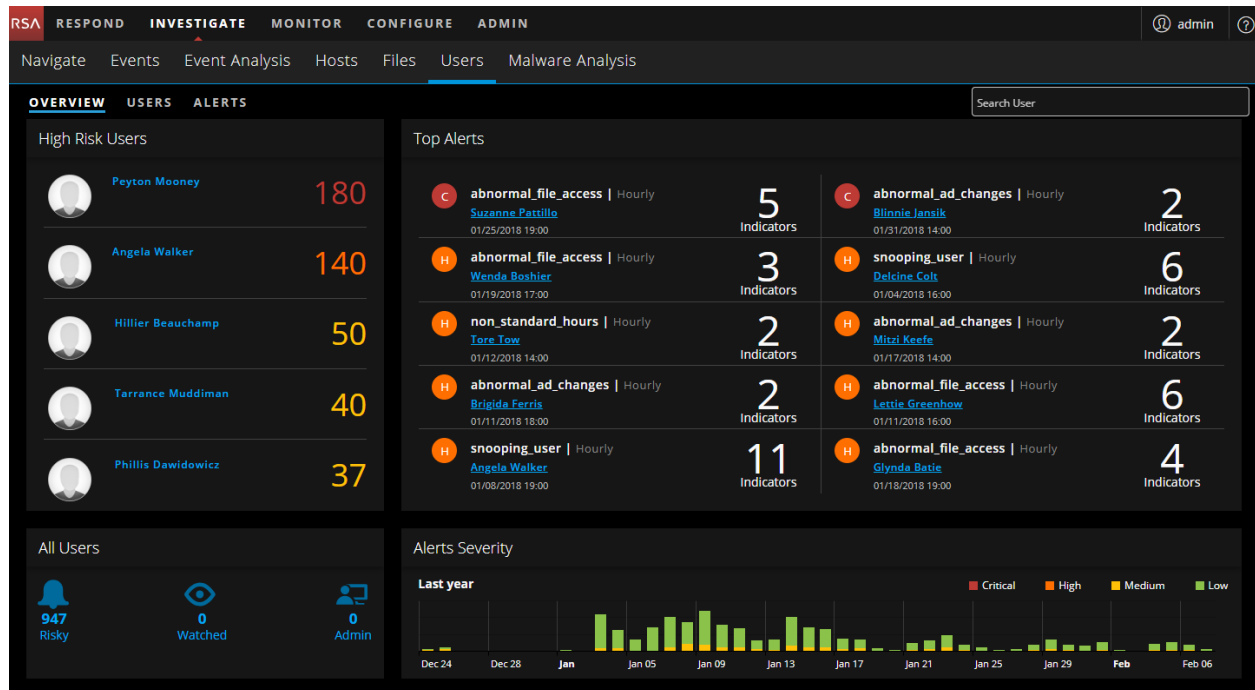 RSA RESPOND INVESTIGATE MONITOR CONFIGURE ADMIN admin ?
Navigate Events Event Analysis Hosts Files Users Malware Analysis
OVERVIEW USERS ALERTS Search User
High Risk Users
Peyton Mooney 180
Angela Walker 140
Hillier Beauchamp 50
Tarrance Muddiman 40
Phillis Dawidowicz 37
Top Alerts
C abnormal_file_access | Hourly
Suzanne Pattillo
01/25/2018 19:00
5
Indicators
C abnormal_ad_changes | Hourly
Blinnie Jansik
01/31/2018 14:00
2
Indicators
H abnormal_file_access | Hourly
Wenda Boshier
01/19/2018 17:00
3
Indicators
H snooping_user | Hourly
Delcine Colt
01/04/2018 16:00
6
Indicators
H non_standard_hours | Hourly
Tore Tow
01/12/2018 14:00
2
Indicators
H abnormal_ad_changes | Hourly
Mitzi Keefe
01/17/2018 14:00
2
Indicators
H abnormal_ad_changes | Hourly
Brigida Ferris
01/11/2018 18:00
2
Indicators
H abnormal_file_access | Hourly
Lettie Greenhow
01/11/2018 16:00
6
Indicators
H snooping_user | Hourly
Angela Walker
01/08/2018 19:00
11
Indicators
H abnormal_file_access | Hourly
Glynda Batie
01/18/2018 19:00
4
Indicators
All Users
947 0 0
Risky Watched Admin
Alerts Severity
Last year Critical High Medium Low
Dec 24 Dec 28 Jan Jan 05 Jan 09 Jan 13 Jan 17 Jan 21 Jan 25 Jan 29 Feb Feb 06